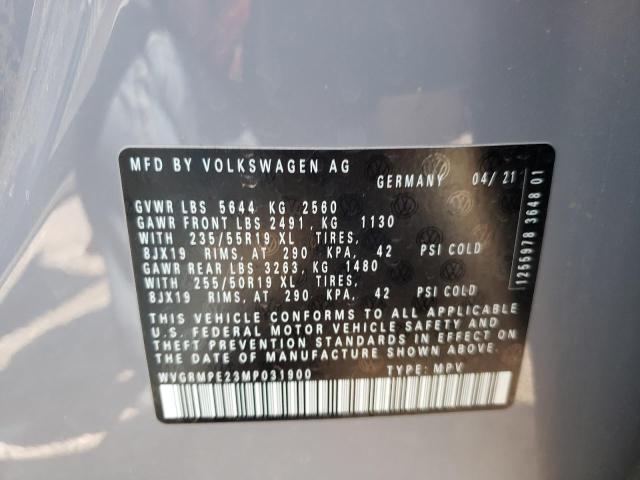 MFD BY VOLKSWAGEN AG
GERMANY 04/21
GVWR LBS 5644 KG 2560
GAWR FRONT LBS 2491, KG 1130
WITH 235/55R19 XL TIRES,
8JX19 RIMS, AT 290 KPA, 42 PSI COLD
GAWR REAR LBS 3263, KG 1480
WITH 255/50R19 XL TIRES,
8JX19 RIMS, AT 290 KPA, 42 PSI COLD
THIS VEHICLE CONFORMS TO ALL APPLICABLE
U.S. FEDERAL MOTOR VEHICLE SAFETY AND
THEFT PREVENTION STANDARDS IN EFFECT ON
THE DATE OF MANUFACTURE SHOWN ABOVE.
WVGRMPE23MP031900 TYPE: MPV
1255978 3648 01